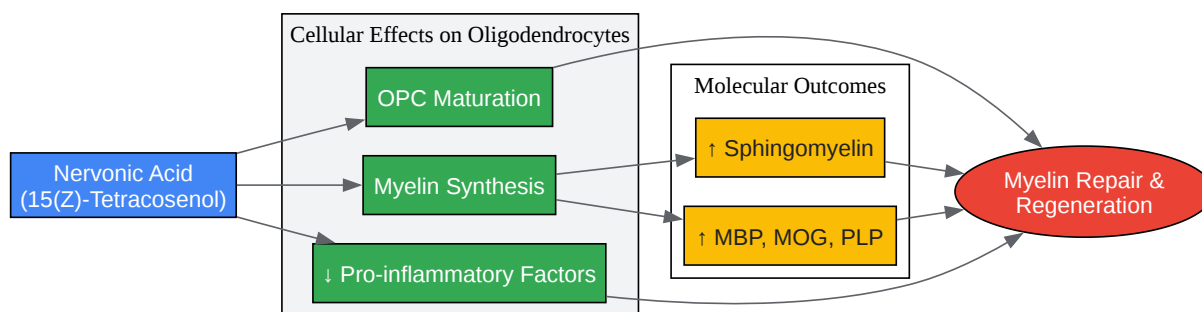 Cellular Effects on Oligodendrocytes
OPC Maturation
Myelin Synthesis
↓ Pro-inflammatory Factors
Nervonic Acid
(15(Z)-Tetracosenol)
Molecular Outcomes
↑ Sphingomyelin
↑ MBP, MOG, PLP
Myelin Repair &
Regeneration